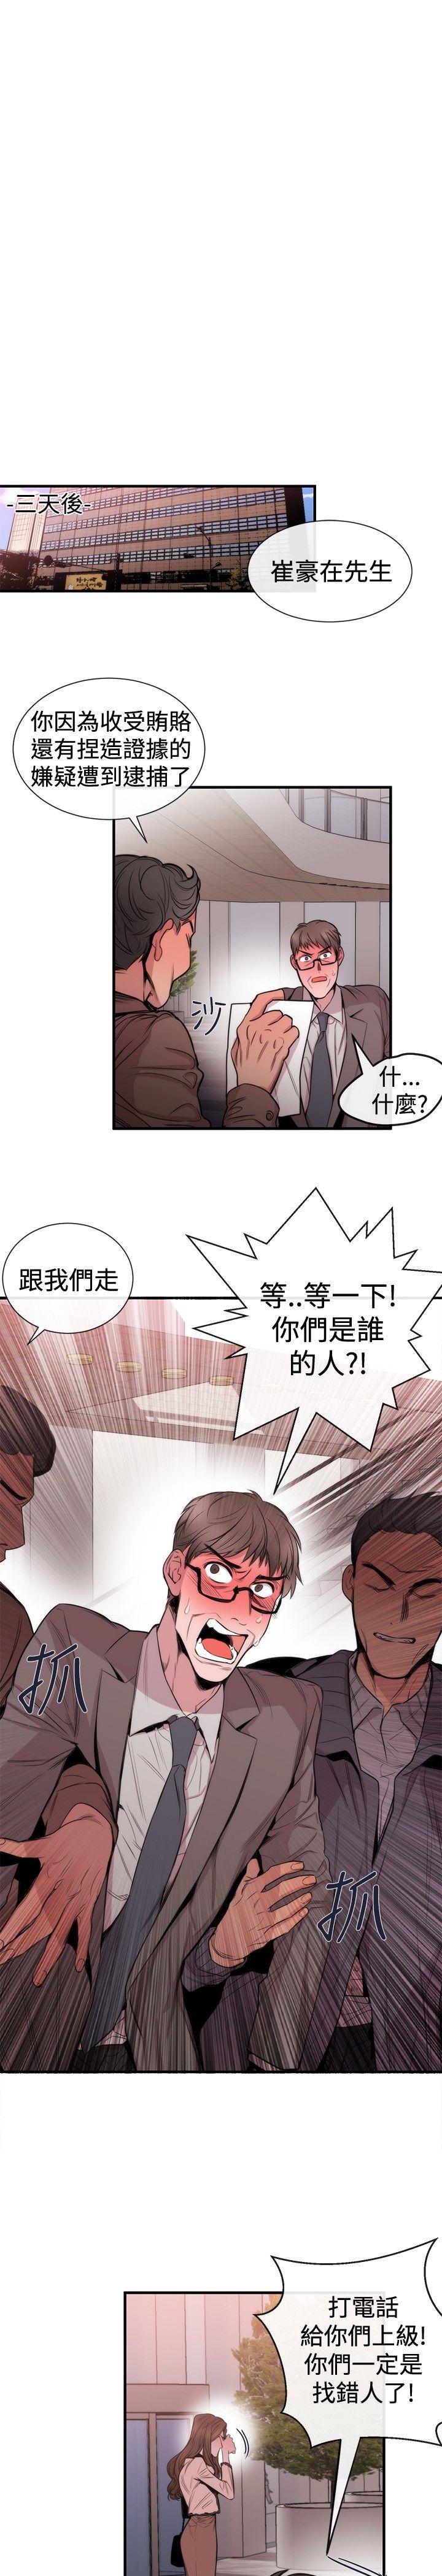 -三天後-
崔豪在先生
你因為收受賄賂
還有捏造證據的
嫌疑遭到逮捕了
沙
什…
什麼?
跟我們走
等..等一下!
你們是誰
的人?!
抓
抓
打電話
給你們上級!
你們一定是
找錯人了!